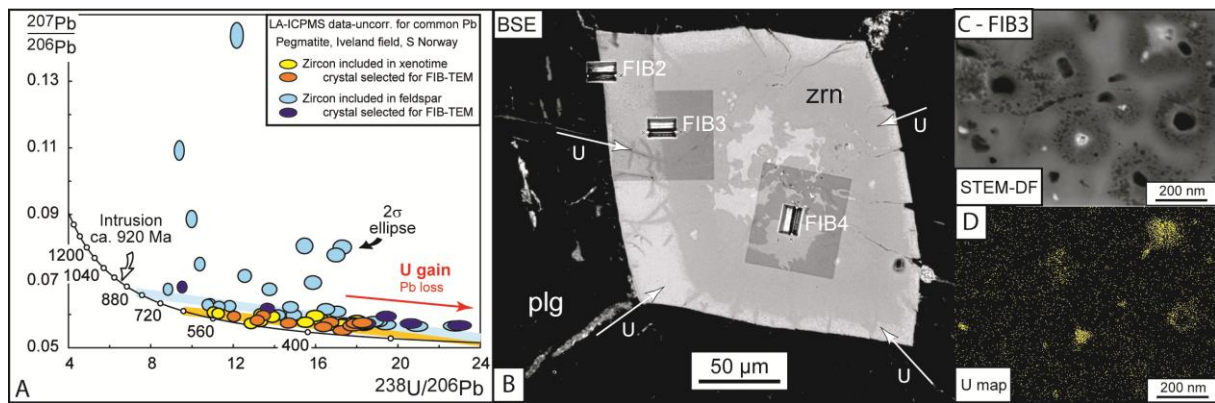 207Pb
206Pb
LA-ICPMS data-uncorr. for common Pb
Pegmatite, Iveland field, S Norway
Zircon included in xenotime
crystal selected for FIB-TEM
Zircon included in feldspar
crystal selected for FIB-TEM
0.13
0.11
0.09
0.07
0.05
Intrusion
ca. 920 Ma
2σ
ellipse
U gain
Pb loss
1200
1040
880
720
560
400
4
8
12
16
20
24
238U/206Pb
A
BSE
FIB2
FIB3
zrn
U
U
FIB4
plg
U
U
50 µm
B
C - FIB3
STEM-DF
200 nm
D
U map
200 nm